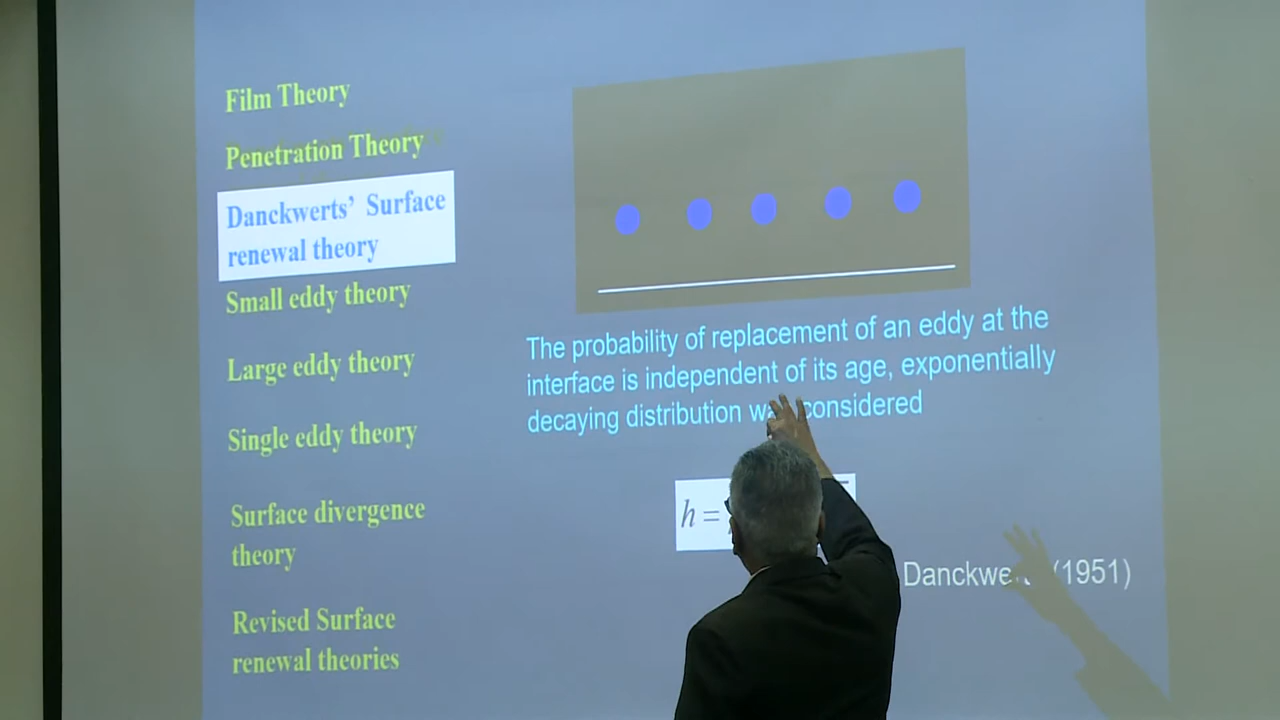 Film Theory
Penetration Theory
Danckwerts’ Surface
renewal theory
Small eddy theory
Large eddy theory
Single eddy theory
Surface divergence
theory
Revised Surface
renewal theories
The probability of replacement of an eddy at the
interface is independent of its age, exponentially
decaying distribution considered
h =
(1951)